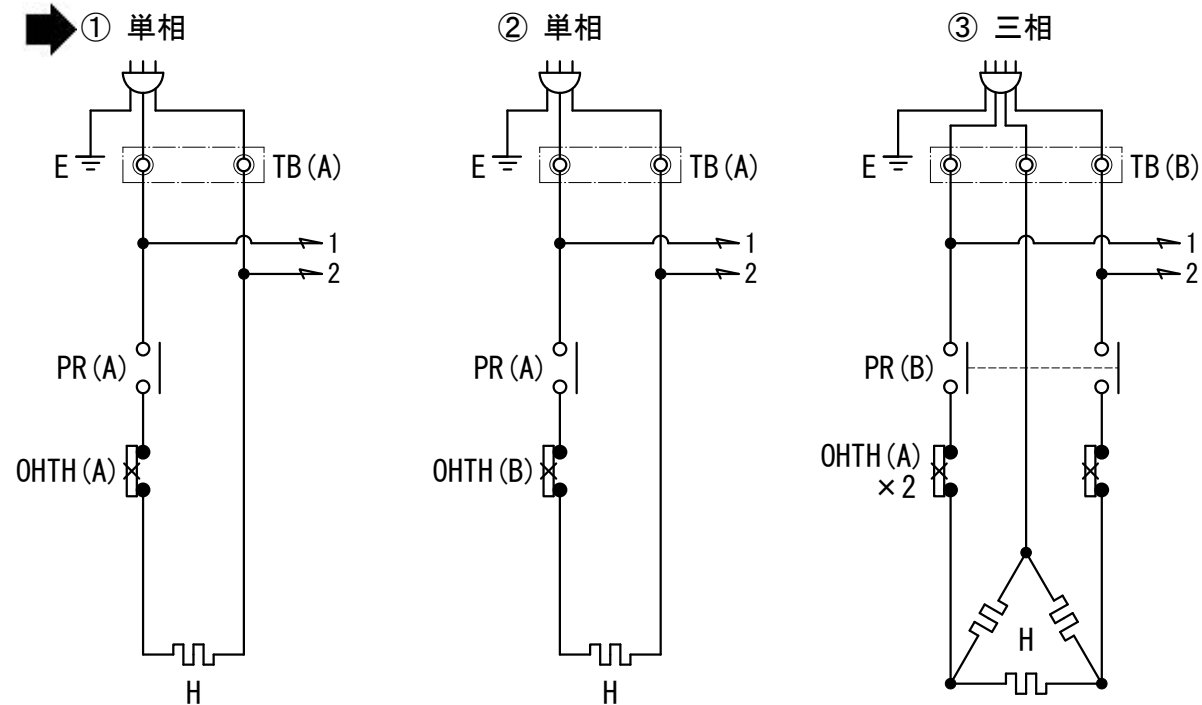 ① 単相
E
TB(A)
1
2
PR(A)
OHTH(A)
H
② 単相
E
TB(A)
1
2
PR(A)
OHTH(B)
H
③ 三相
E
TB(B)
1
2
PR(B)
OHTH(A)
×2
H